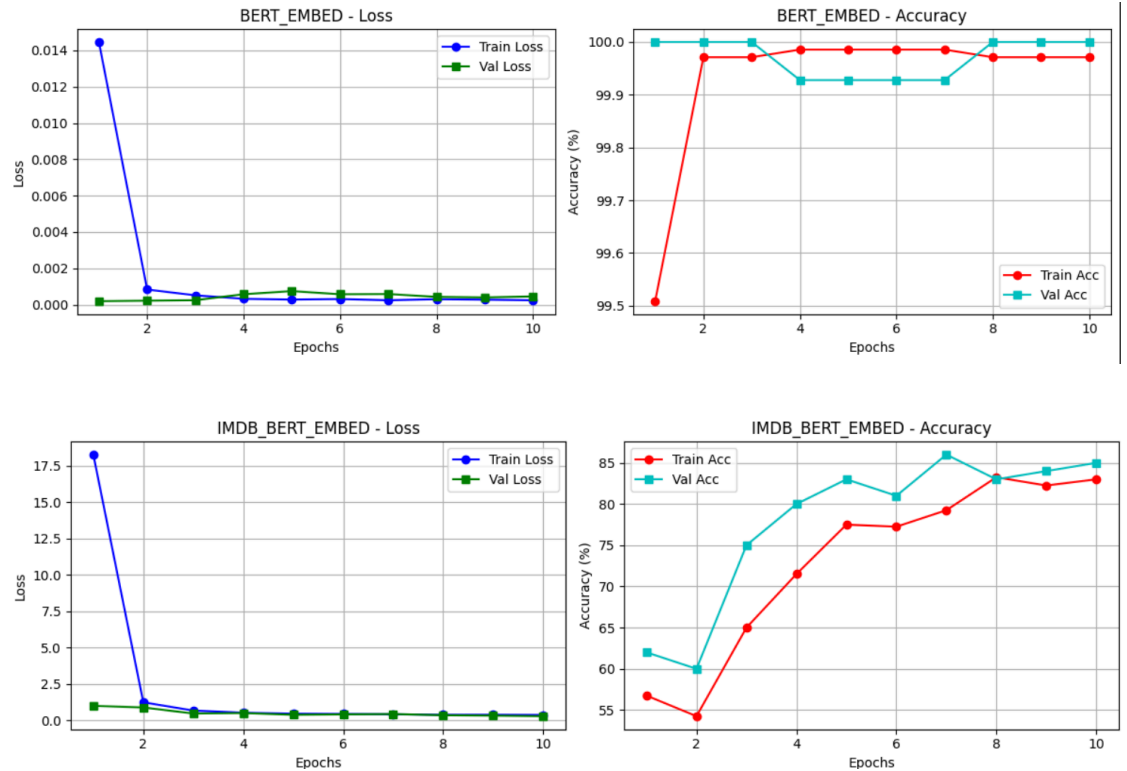 BERT_EMBED - Loss
0.014
0.012
0.010
0.008
0.006
0.004
0.002
0.000
Loss
Train Loss
Val Loss
2 4 6 8 10
Epochs
BERT_EMBED - Accuracy
100.0
99.9
99.8
99.7
99.6
99.5
Accuracy (%)
Train Acc
Val Acc
2 4 6 8 10
Epochs
IMDB_BERT_EMBED - Loss
17.5
15.0
12.5
10.0
7.5
5.0
2.5
0.0
Loss
Train Loss
Val Loss
2 4 6 8 10
Epochs
IMDB_BERT_EMBED - Accuracy
85
80
75
70
65
60
55
Accuracy (%)
Train Acc
Val Acc
2 4 6 8 10
Epochs